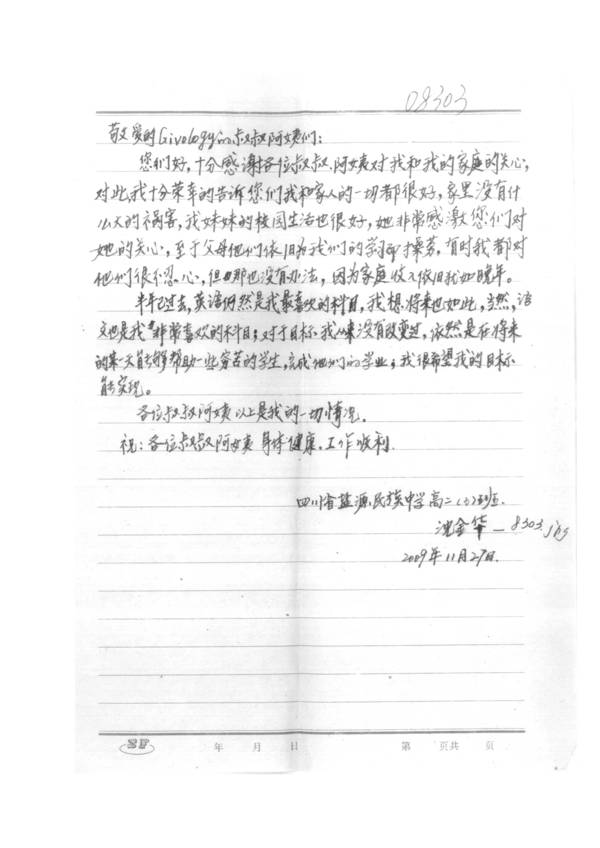 08303
敬爱的Givology的叔叔阿姨们:
您们好,十分感谢各位叔叔、阿姨对我和我的家庭的关心,
对此我十分荣幸的告诉您们我和家人的一切都很好,家里没有什
么大的祸害,我妹妹的校园生活也很好,她非常感激您们对
她的关心,至于父母他们依旧为我们的学习而操劳,有时我都对
他们很不忍心,但那也没有办法,因为家庭收入依旧我如晚年。
半年已过去,英语仍然是我最喜欢的科目,我想将来也如此,当然,语
文也是我非常喜欢的科目;对于目标我从来没有改变过,依然是在将来
的某一天能够帮助一些穷苦的学生,完成他们的学业;我很希望我的目标
能实现。
各位叔叔阿姨以上是我的一切情况.
祝:各位叔叔阿姨身体健康.工作顺利.
四川省盐源民族中学高二 班.
沈金华—8303
2009年11月27日.
年 月 日
第 页共 页